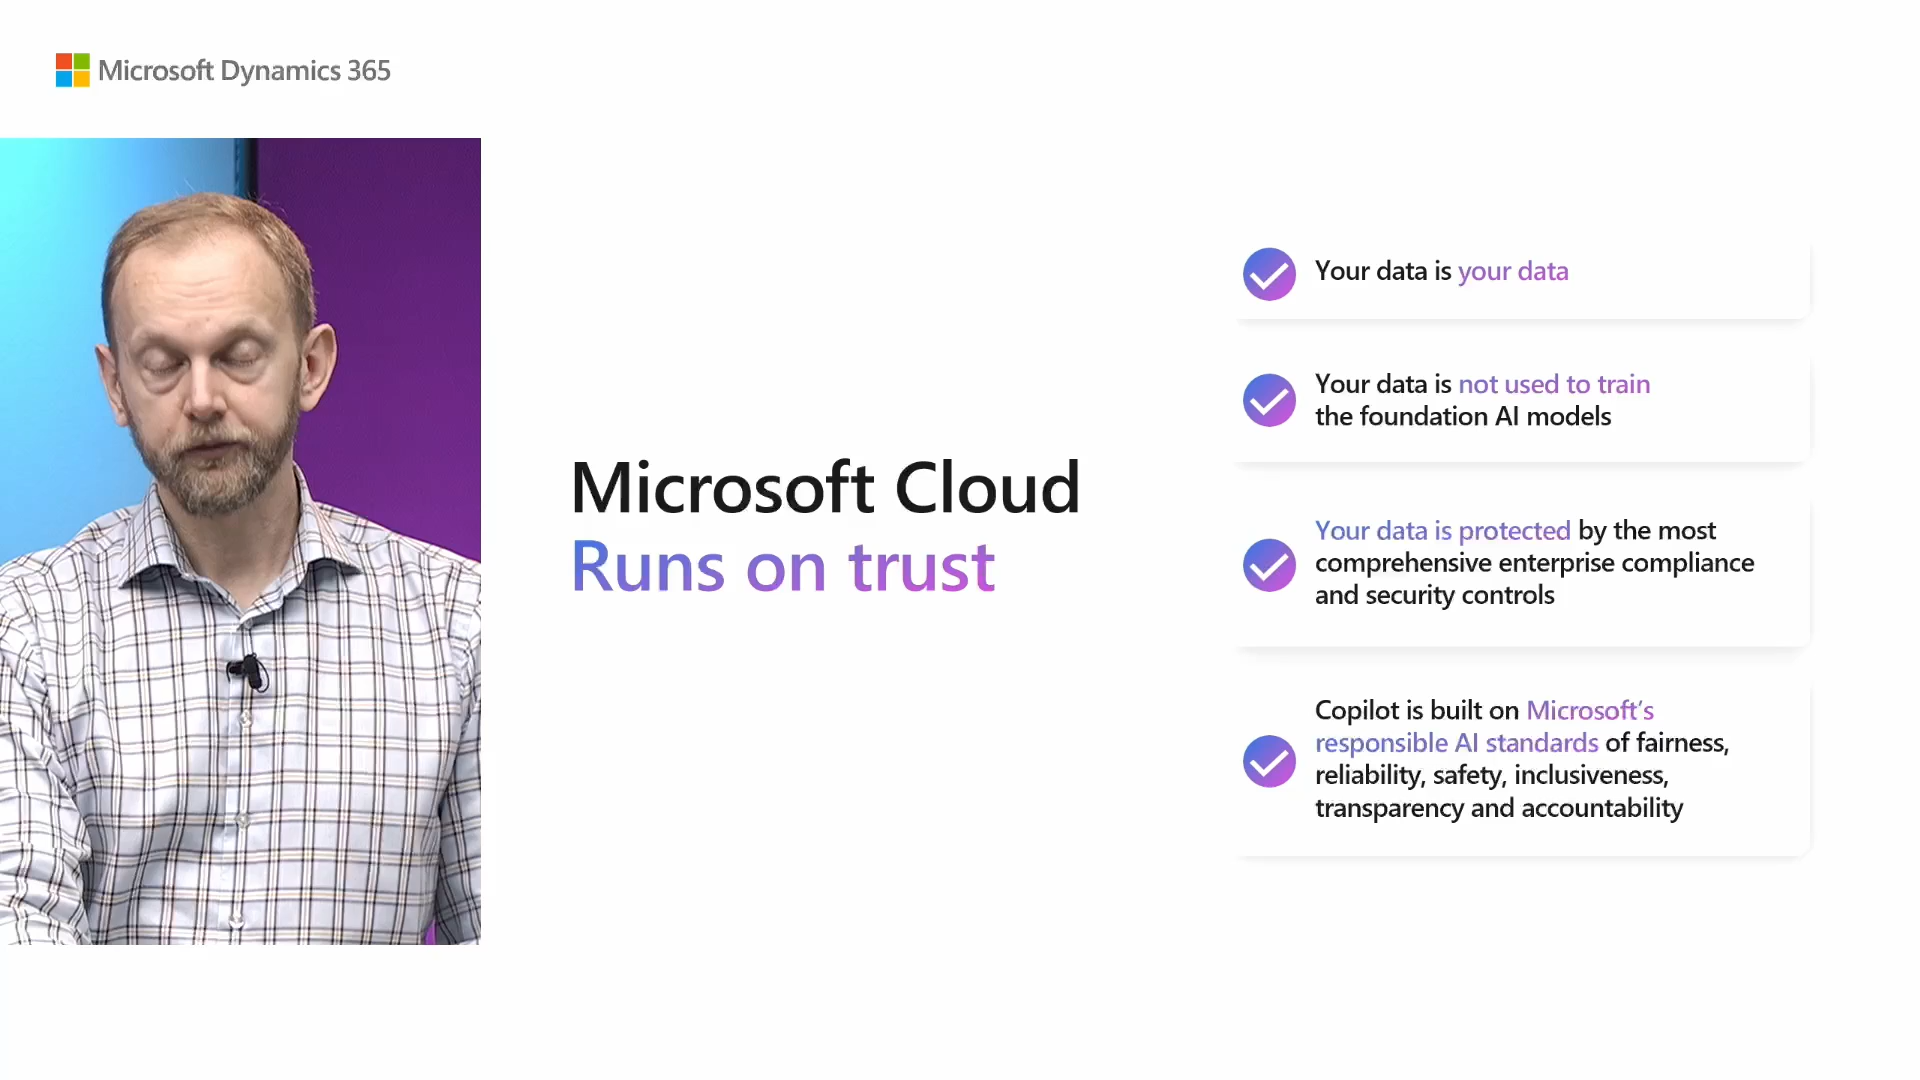 Microsoft Dynamics 365
Microsoft Cloud
Runs on trust
Your data is your data
Your data is not used to train
the foundation AI models
Your data is protected by the most
comprehensive enterprise compliance
and security controls
Copilot is built on Microsoft’s
responsible AI standards of fairness,
reliability, safety, inclusiveness,
transparency and accountability